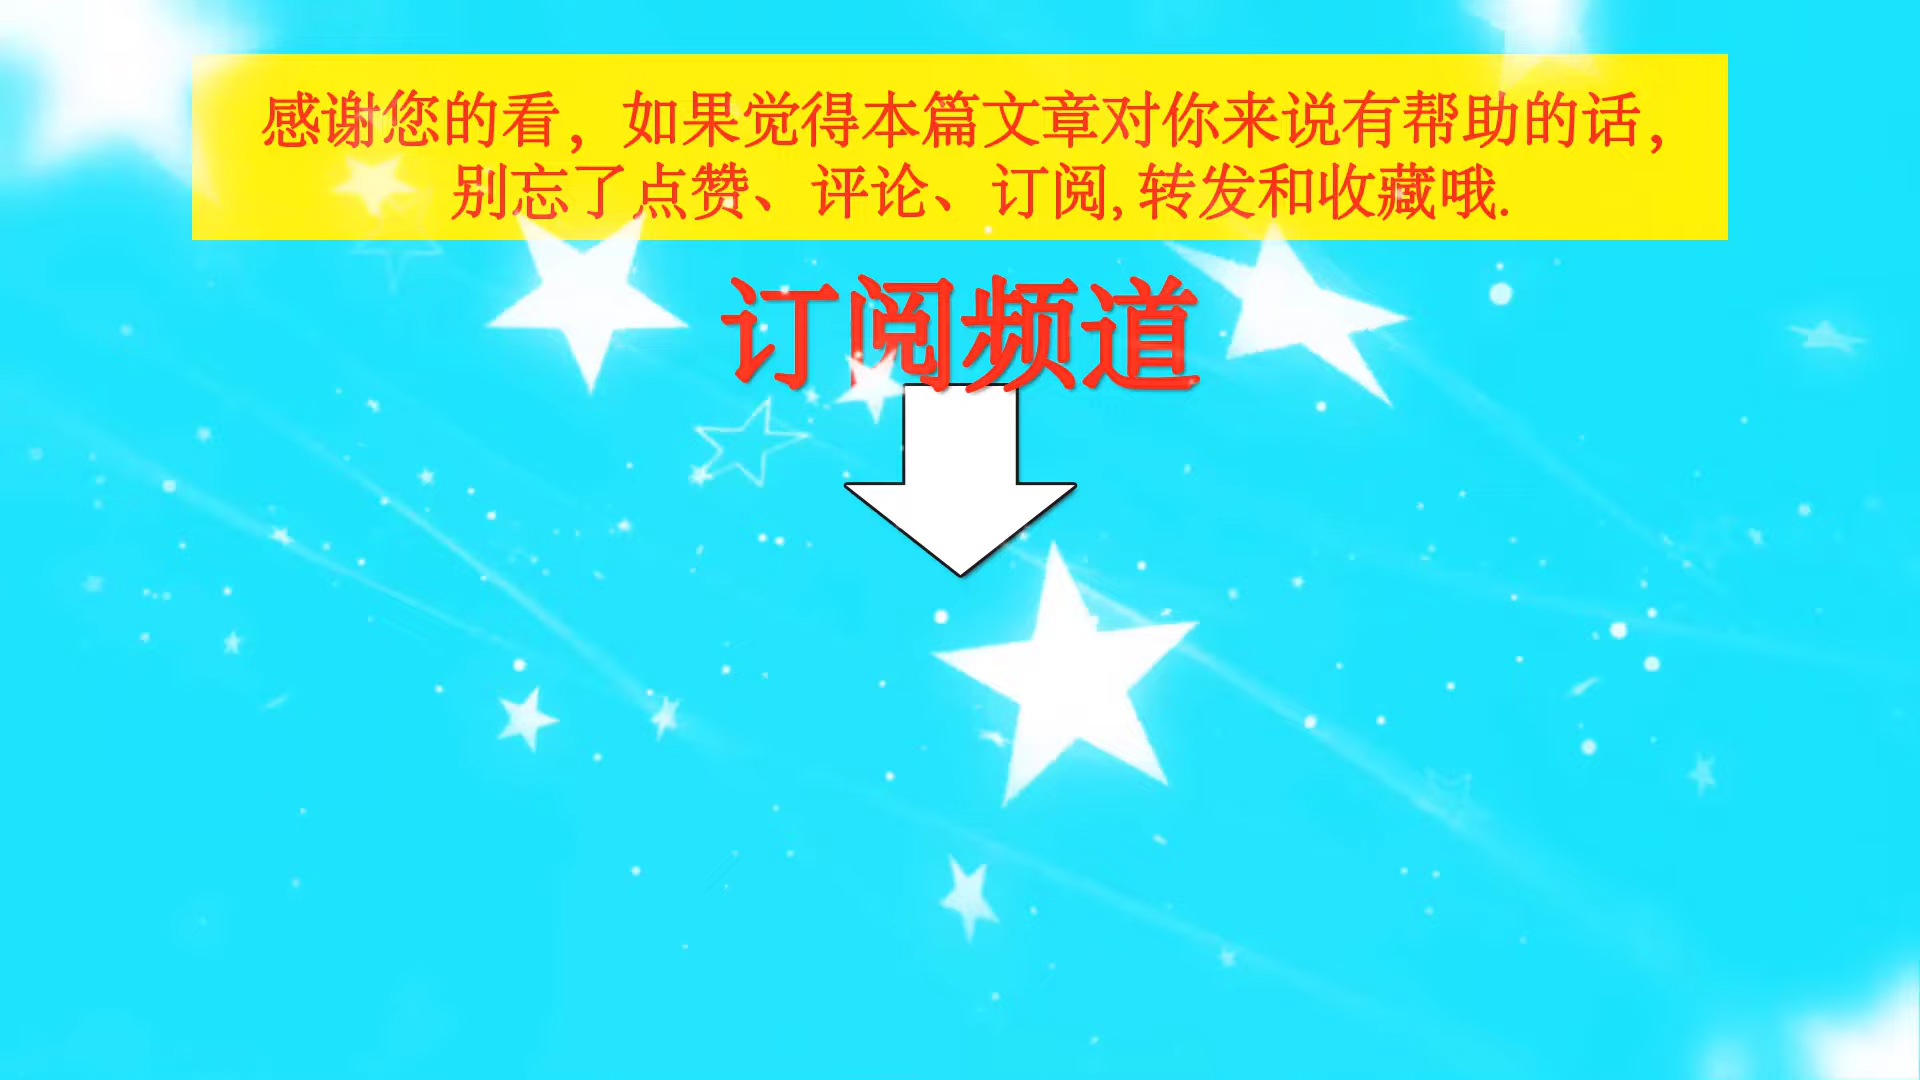 感谢您的看，如果觉得本篇文章对你来说有帮助的话，
别忘了点赞、评论、订阅,转发和收藏哦.
订阅频道